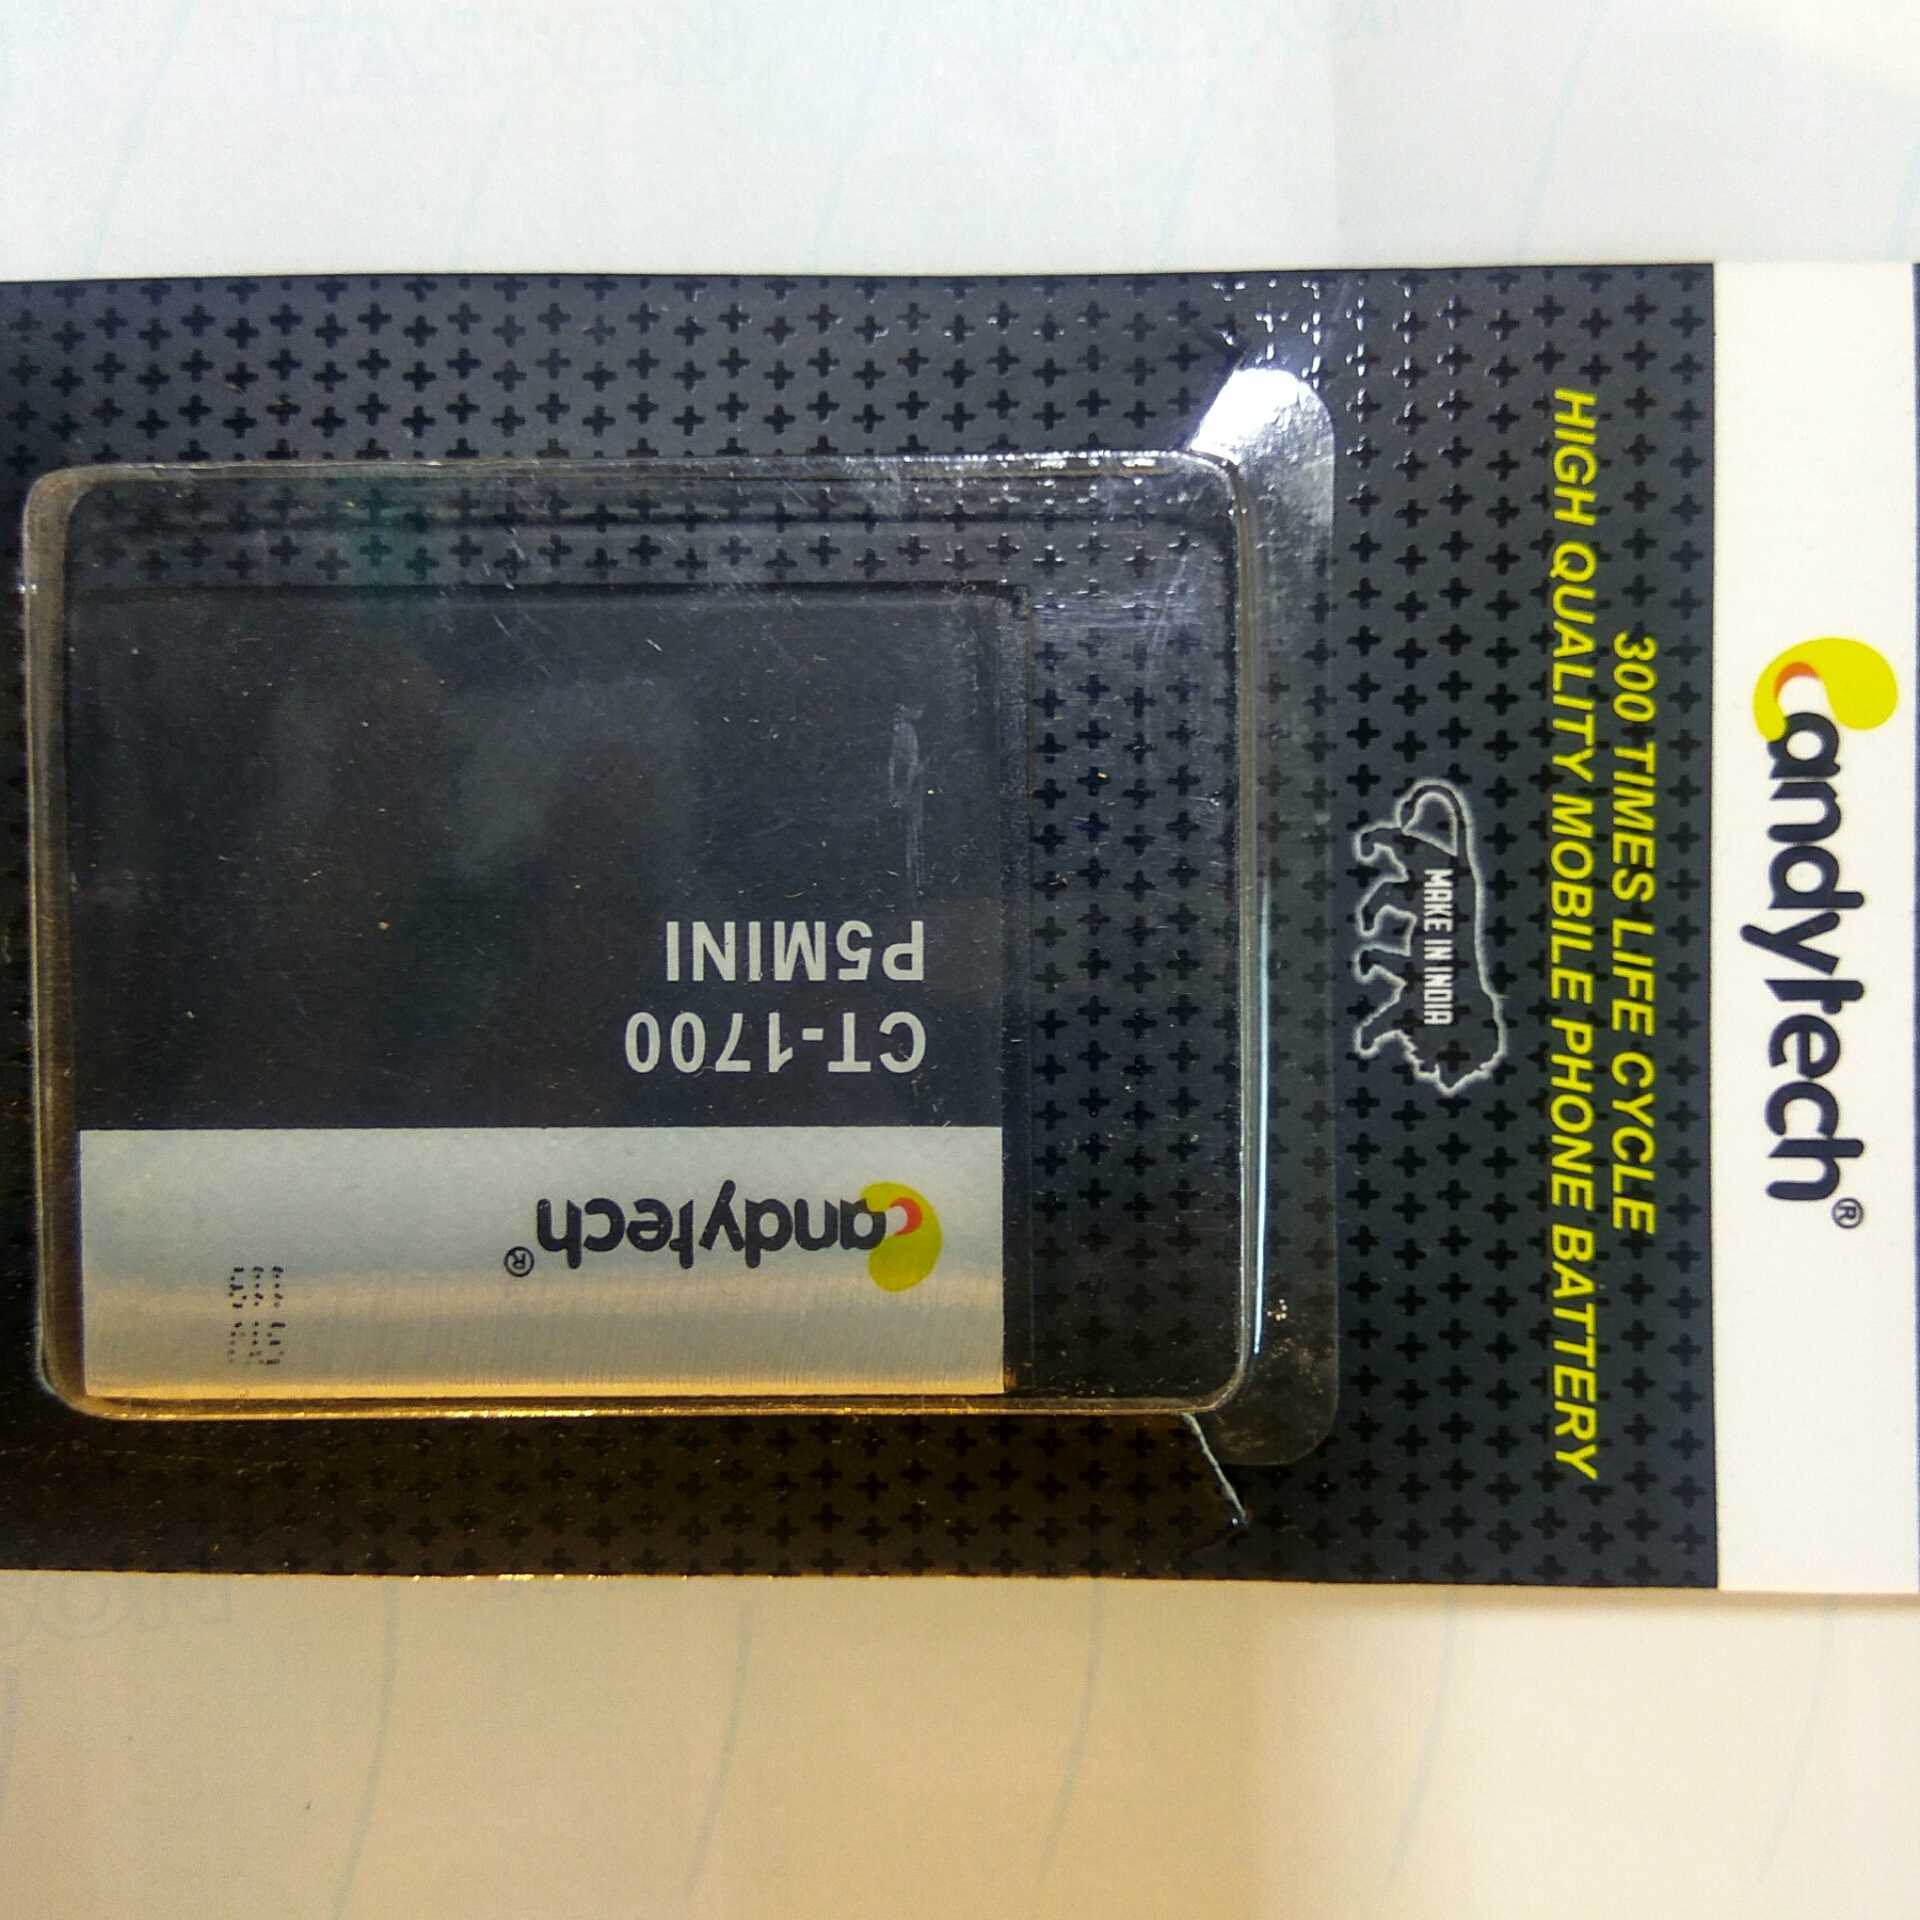 Candytech®
300 TIMES LIFE CYCLE
HIGH QUALITY MOBILE PHONE BATTERY
MAKE IN INDIA
Candytech®
CT-1700
P5MINI